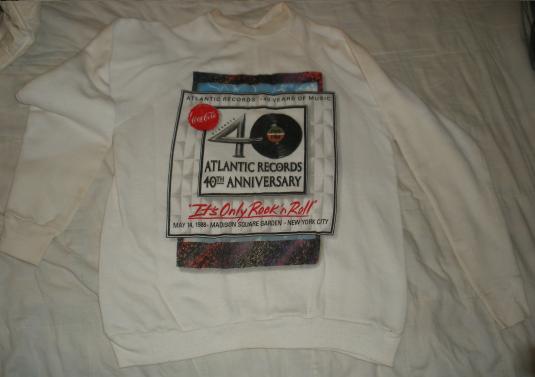 ATLANTIC RECORDS • 40 YEARS OF MUSIC
Coca-Cola
40
ATLANTIC RECORDS
40TH ANNIVERSARY
"It's Only Rock 'n Roll"
MAY 14, 1988 - MADISON SQUARE GARDEN - NEW YORK CITY